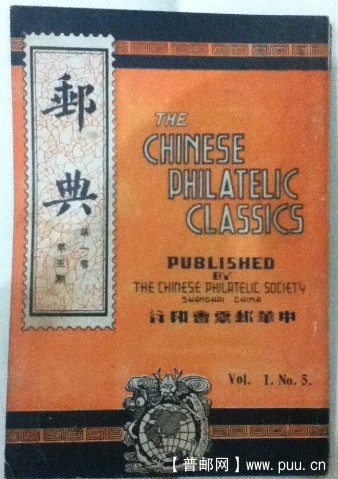 郵典
第一卷
第五期
THE
CHINESE
PHILATELIC
CLASSICS
PUBLISHED
BY
THE CHINESE PHILATELIC SOCIETY
SHANGHAI CHINA
行印會票郵華中
Vol. 1. No. 5.
【普邮网】www.puu.cn